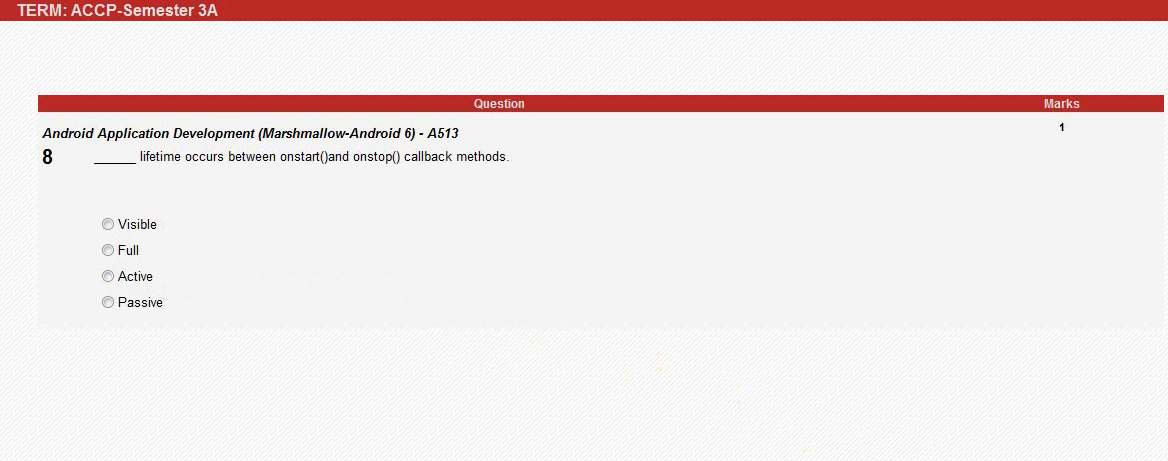 TERM: ACCP-Semester 3A
Question Marks
Android Application Development (Marshmallow-Android 6) - A513 1
8 ______ lifetime occurs between onstart()and onstop() callback methods.
Visible
Full
Active
Passive